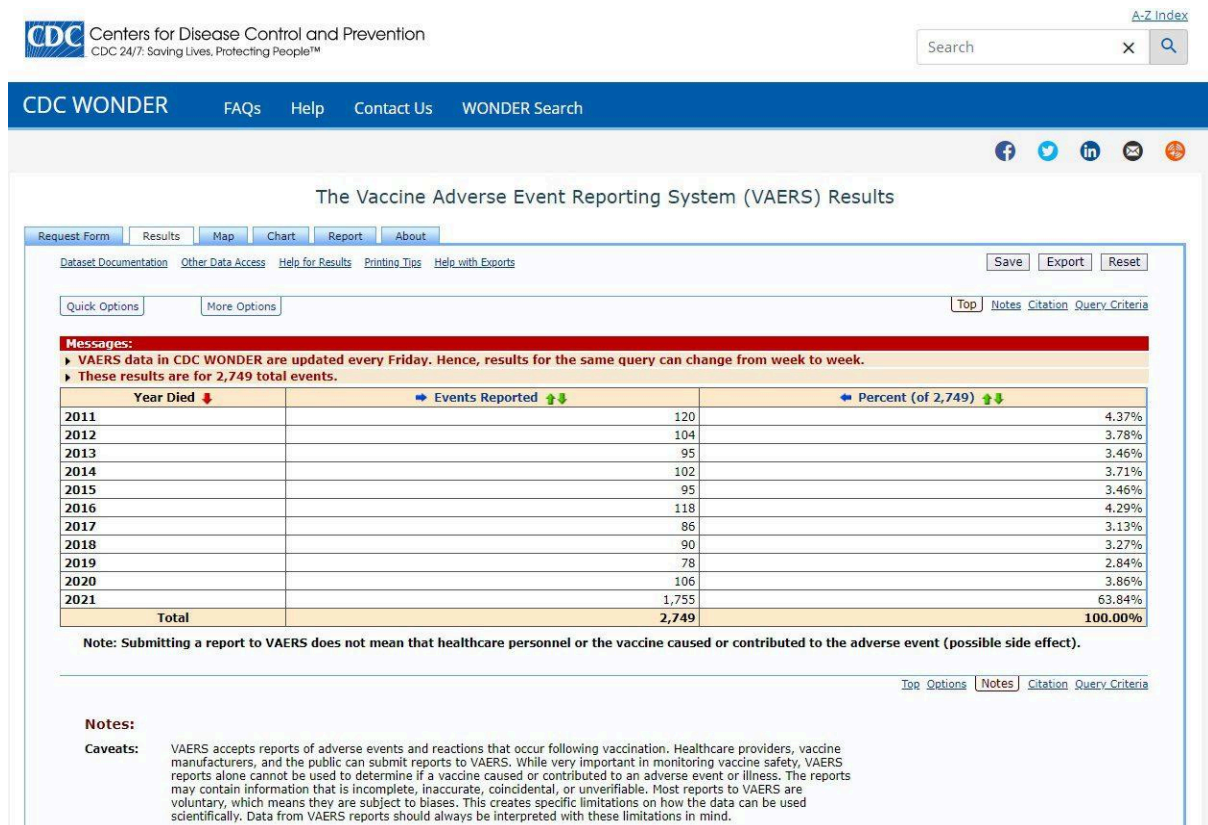 A-Z Index
CDC Centers for Disease Control and Prevention
CDC 24/7: Saving Lives, Protecting People™
Search
CDC WONDER FAQs Help Contact Us WONDER Search
The Vaccine Adverse Event Reporting System (VAERS) Results
Request Form Results Map Chart Report About
Dataset Documentation Other Data Access Help for Results Printing Tips Help with Exports Save Export Reset
Quick Options More Options Top Notes Citation Query Criteria
Messages:
VAERS data in CDC WONDER are updated every Friday. Hence, results for the same query can change from week to week.
These results are for 2,749 total events.
Year Died Events Reported Percent (of 2,749)
2011 120 4.37%
2012 104 3.78%
2013 95 3.46%
2014 102 3.71%
2015 95 3.46%
2016 118 4.29%
2017 86 3.13%
2018 90 3.27%
2019 78 2.84%
2020 106 3.86%
2021 1,755 63.84%
Total 2,749 100.00%
Note: Submitting a report to VAERS does not mean that healthcare personnel or the vaccine caused or contributed to the adverse event (possible side effect).
Top Options Notes Citation Query Criteria
Notes:
Caveats: VAERS accepts reports of adverse events and reactions that occur following vaccination. Healthcare providers, vaccine
manufacturers, and the public can submit reports to VAERS. While very important in monitoring vaccine safety, VAERS
reports alone cannot be used to determine if a vaccine caused or contributed to an adverse event or illness. The reports
may contain information that is incomplete, inaccurate, coincidental, or unverifiable. Most reports to VAERS are
voluntary, which means they are subject to biases. This creates specific limitations on how the data can be used
scientifically. Data from VAERS reports should always be interpreted with these limitations in mind.